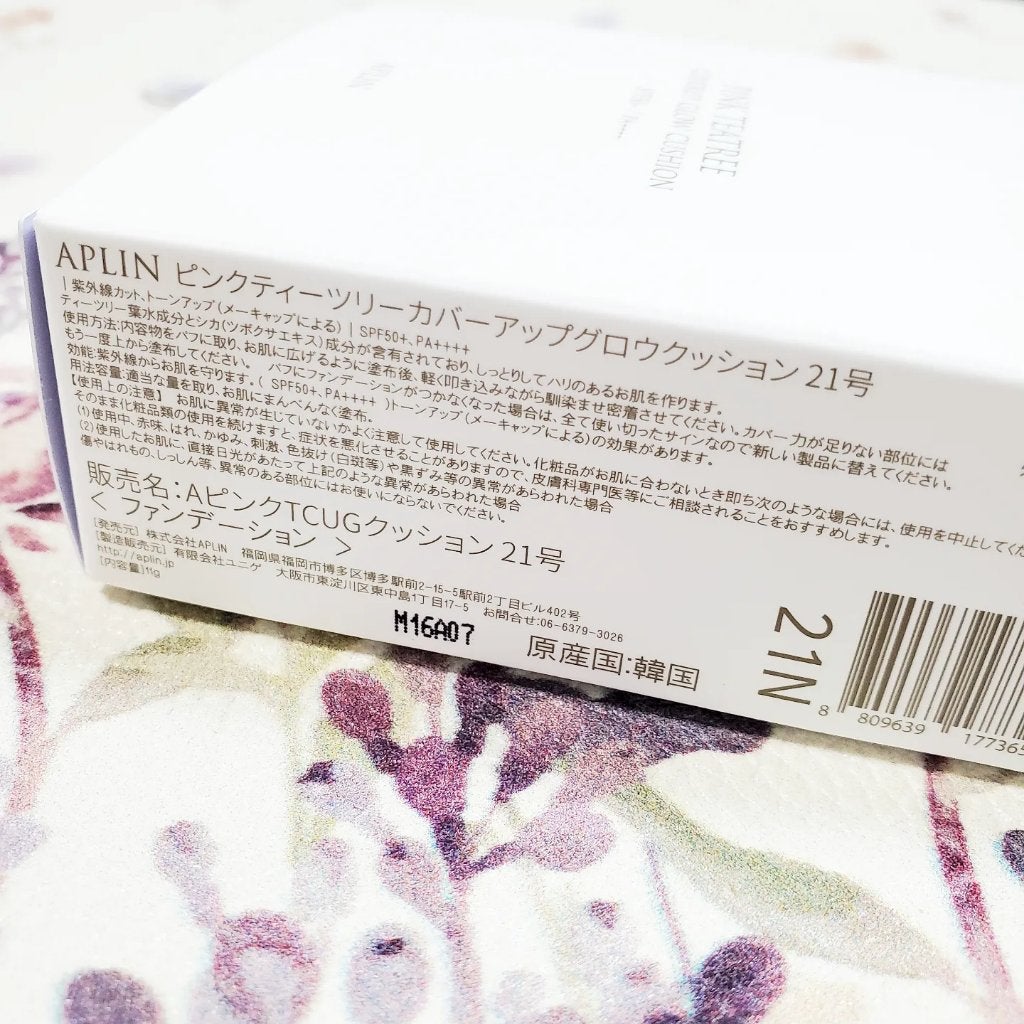 PINK TEATREE
COVER UP GLOW CUSHION
APLIN
APLIN ピンクティーツリーカバーアップグロウクッション 21号
| 紫外線カット、トーンアップ(メーキャップによる) | SPF50+、PA++++
ティーツリー葉水成分とシカ(ツボクサエキス)成分が含有されており、しっとりしてハリのあるお肌を作ります。
使用方法:内容物をパフに取り、お肌に広げるように塗布後、軽く叩き込みながら馴染ませ密着させてください。カバー力が足りない部位には
もう一度上から塗布してください。 パフにファンデーションがつかなくなった場合は、全て使い切ったサインなので新しい製品に替えてください。
効能:紫外線からお肌を守ります。( SPF50+、PA++++ )トーンアップ(メーキャップによる)の効果があります。
用法容量:適当な量を取り、お肌にまんべんなく塗布。
【使用上の注意】 お肌に異常が生じていないかよく注意して使用してください。化粧品がお肌に合わないとき即ち次のような場合には、使用を中止してくだ
そのまま化粧品類の使用を続けますと、症状を悪化させることがありますので、皮膚科専門医等にご相談されることをおすすめします。
(1)使用中、赤味、はれ、かゆみ、刺激、色抜け(白斑等)や黒ずみ等の異常があらわれた場合
(2)使用したお肌に、直接日光があたって上記のような異常があらわれた場合
傷やはれもの、しっしん等、異常のある部位にはお使いにならないでください。
販売名:AピンクTCUGクッション 21号
< ファンデーション >
[発売元] 株式会社APLIN 福岡県福岡市博多区博多駅前2-15-5駅前2丁目ビル402号
[製造販売元] 有限会社ユニゲ 大阪市東淀川区東中島1丁目17-5 お問合せ:06-6379-3026
http://aplin.jp
[内容量]11g
M16A07
原産国:韓国
21N
8 809639 177365